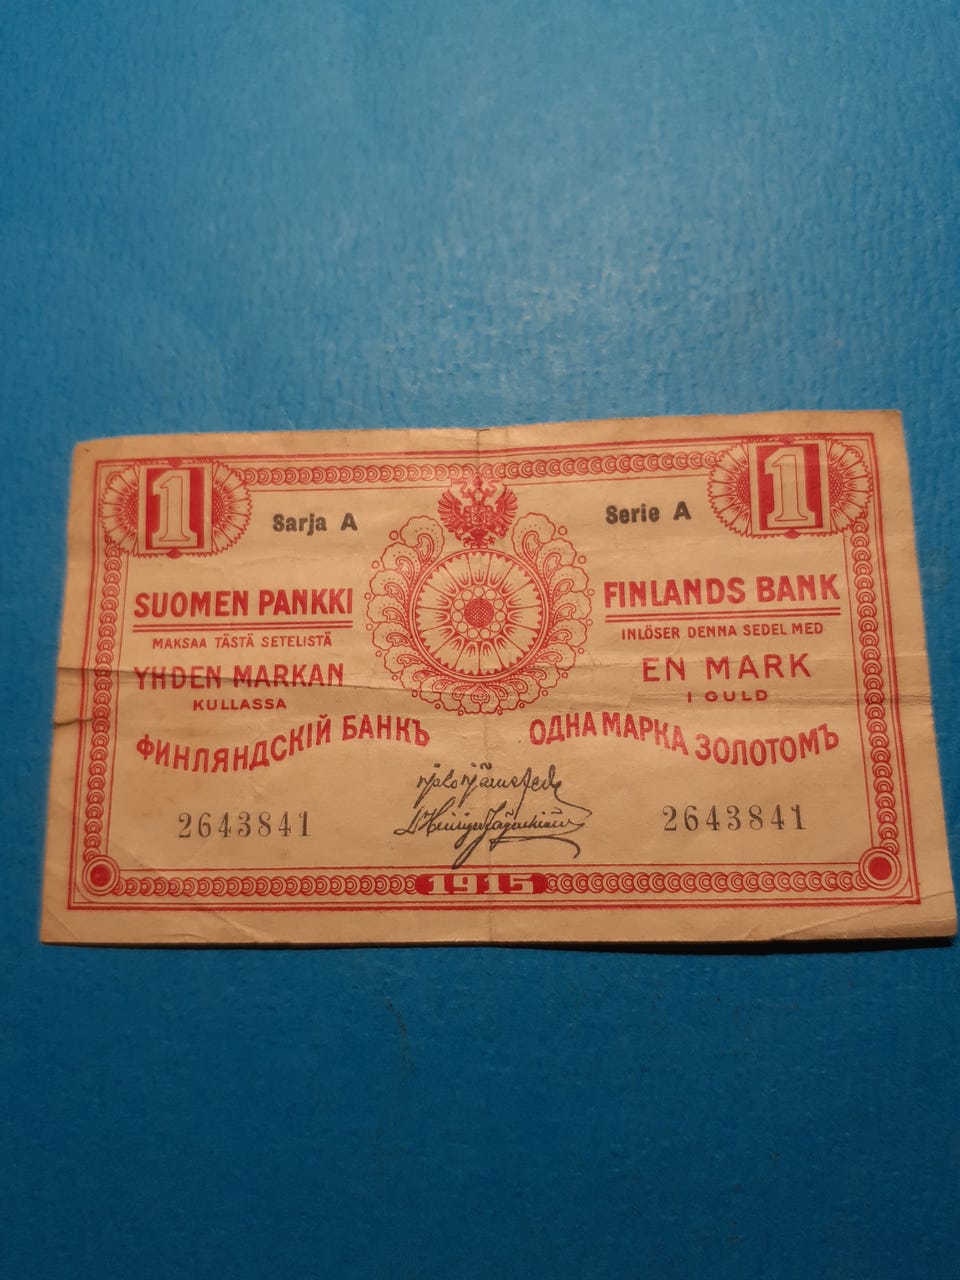 1
1
Sarja A
Serie A
SUOMEN PANKKI
MAKSAA TÄSTÄ SETELISTÄ
YHDEN MARKAN
KULLASSA
FINLANDS BANK
INLÖSER DENNA SEDEL MED
EN MARK
I GULD
ФИНЛЯНДСКІЙ БАНКЪ
ОДНА МАРКА ЗОЛОТОМЪ
2643841
2643841
1915